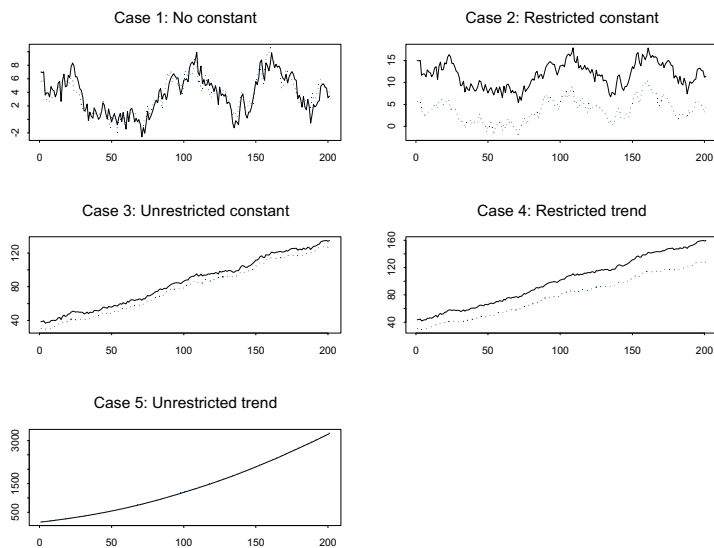 Case 1: No constant
8
6
4
2
-2
0 50 100 150 200
Case 2: Restricted constant
15
10
5
0
0 50 100 150 200
Case 3: Unrestricted constant
120
80
40
0 50 100 150 200
Case 4: Restricted trend
160
120
80
40
0 50 100 150 200
Case 5: Unrestricted trend
3000
1500
500
0 50 100 150 200